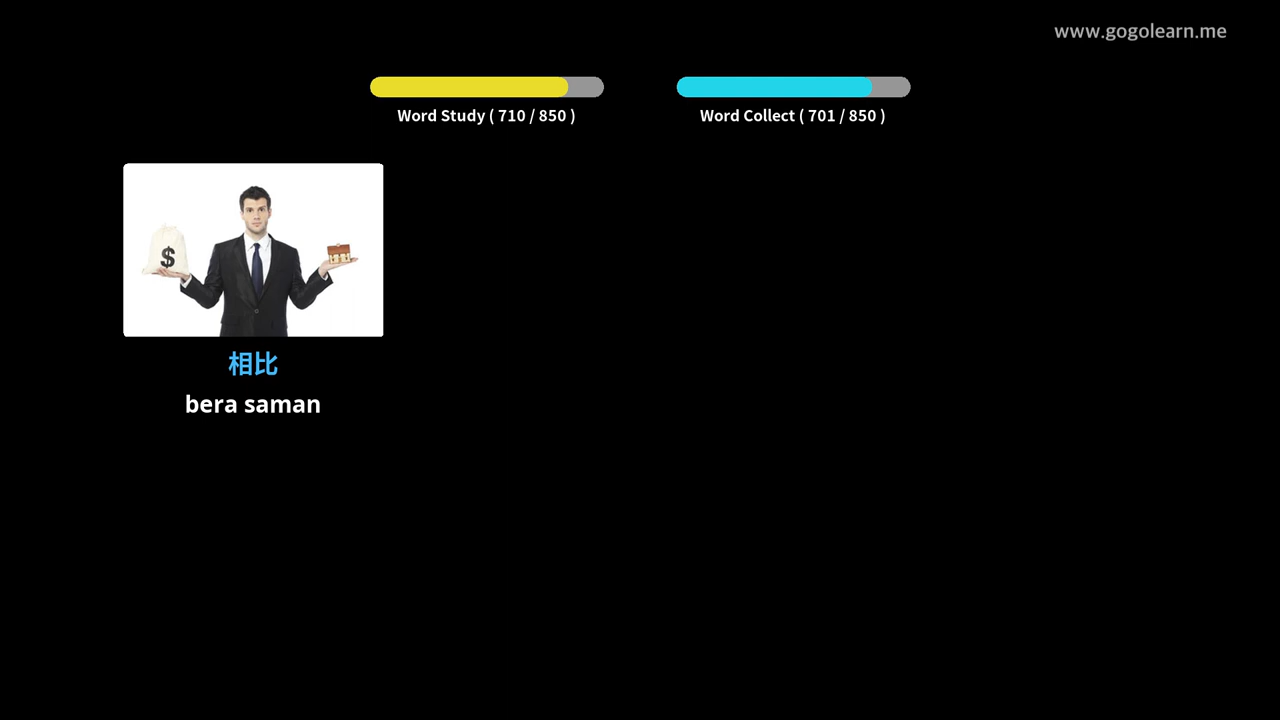 www.gogolearn.me
Word Study ( 710 / 850 )
Word Collect ( 701 / 850 )
$
相比
bera saman